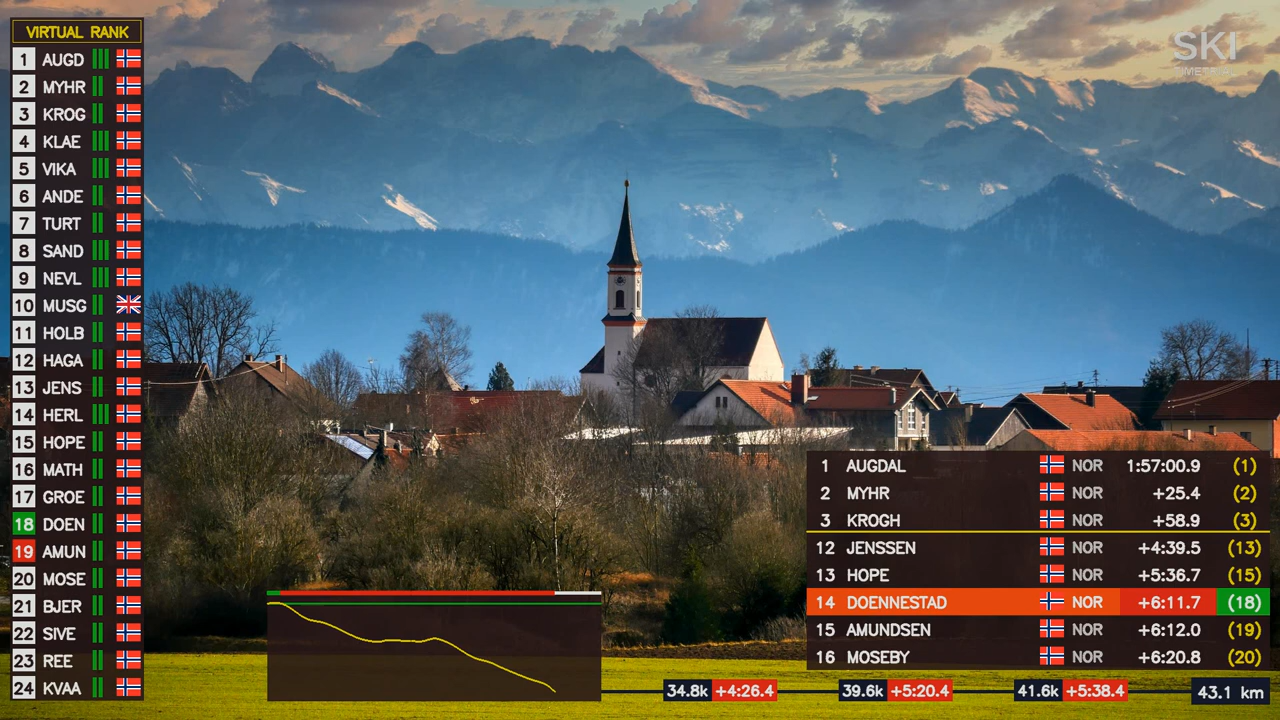 VIRTUAL RANK
1 AUGD
2 MYHR
3 KROG
4 KLAE
5 VIKA
6 ANDE
7 TURT
8 SAND
9 NEVL
10 MUSG
11 HOLB
12 HAGA
13 JENS
14 HERL
15 HOPE
16 MATH
17 GROE
18 DOEN
19 AMUN
20 MOSE
21 BJER
22 SIVE
23 REE
24 KVAA
SKI
TIMETRIAL
1 AUGDAL NOR 1:57:00.9 (1)
2 MYHR NOR +25.4 (2)
3 KROGH NOR +58.9 (3)
12 JENSSEN NOR +4:39.5 (13)
13 HOPE NOR +5:36.7 (15)
14 DOENNESTAD NOR +6:11.7 (18)
15 AMUNDSEN NOR +6:12.0 (19)
16 MOSEBY NOR +6:20.8 (20)
34.8k +4:26.4 39.6k +5:20.4 41.6k +5:38.4 43.1 km